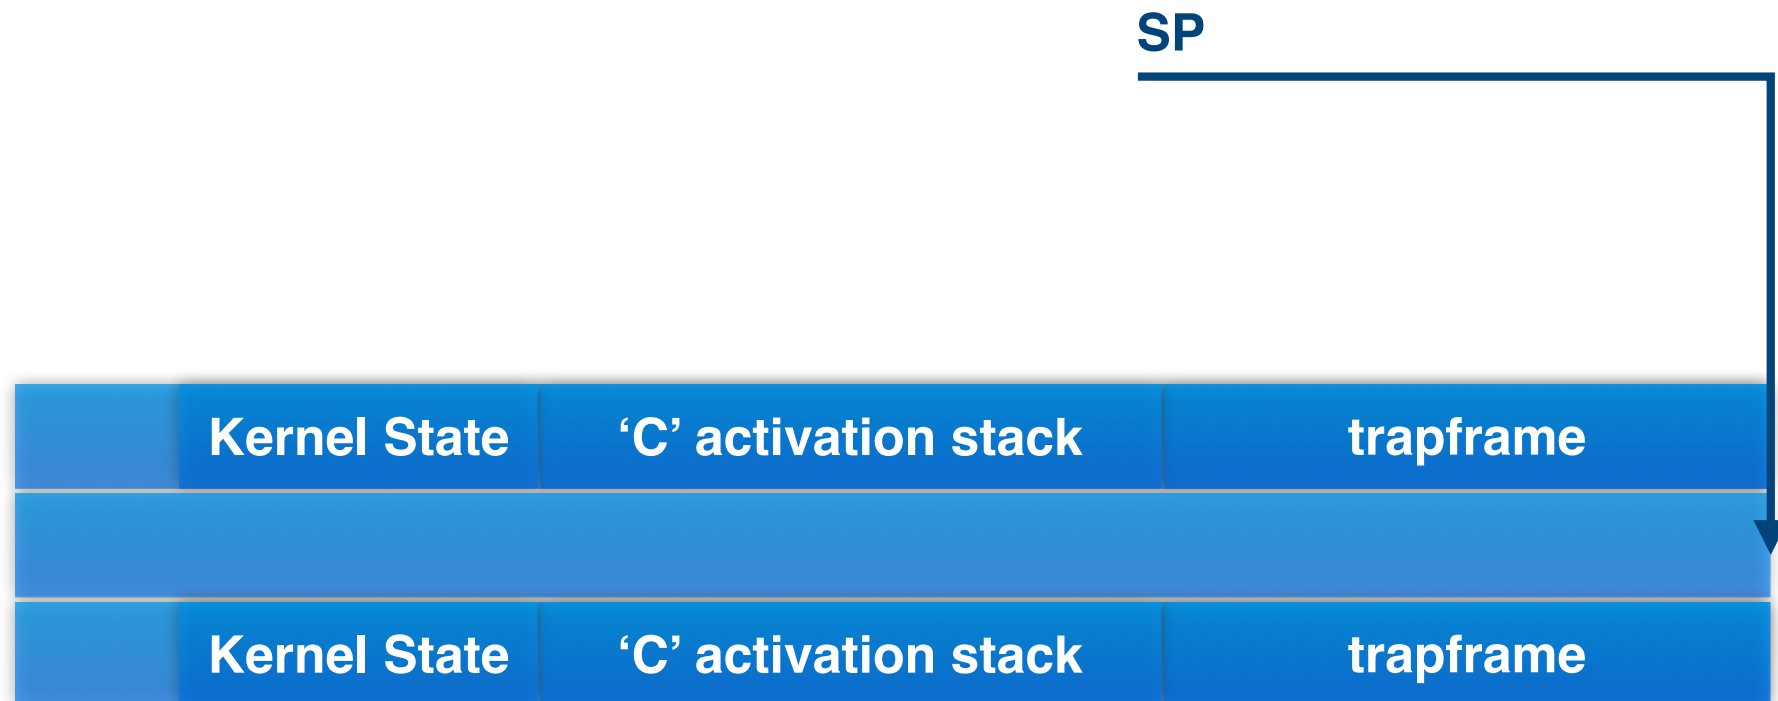 SP
Kernel State ‘C’ activation stack trapframe
Kernel State ‘C’ activation stack trapframe